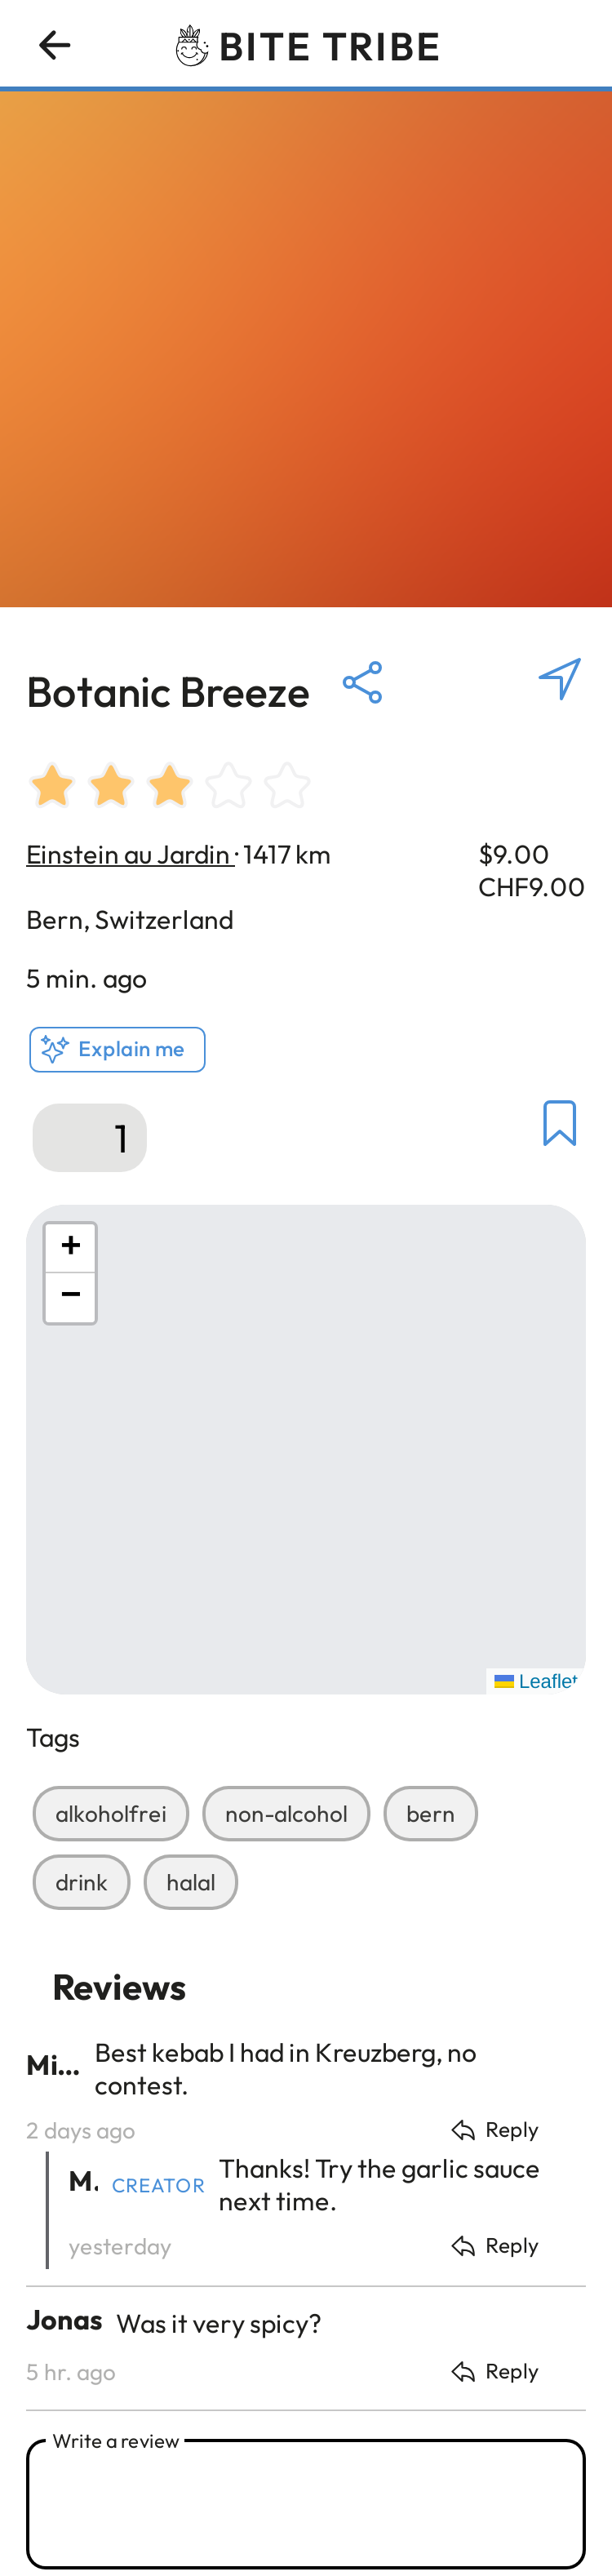 BITE TRIBE
Botanic Breeze
Einstein au Jardin · 1417 km
$9.00
CHF9.00
Bern, Switzerland
5 min. ago
Explain me
1
+
−
Leaflet
Tags
alkoholfrei
non-alcohol
bern
drink
halal
Reviews
Mi...
Best kebab I had in Kreuzberg, no
contest.
2 days ago
Reply
M.
CREATOR
Thanks! Try the garlic sauce
next time.
yesterday
Reply
Jonas
Was it very spicy?
5 hr. ago
Reply
Write a review